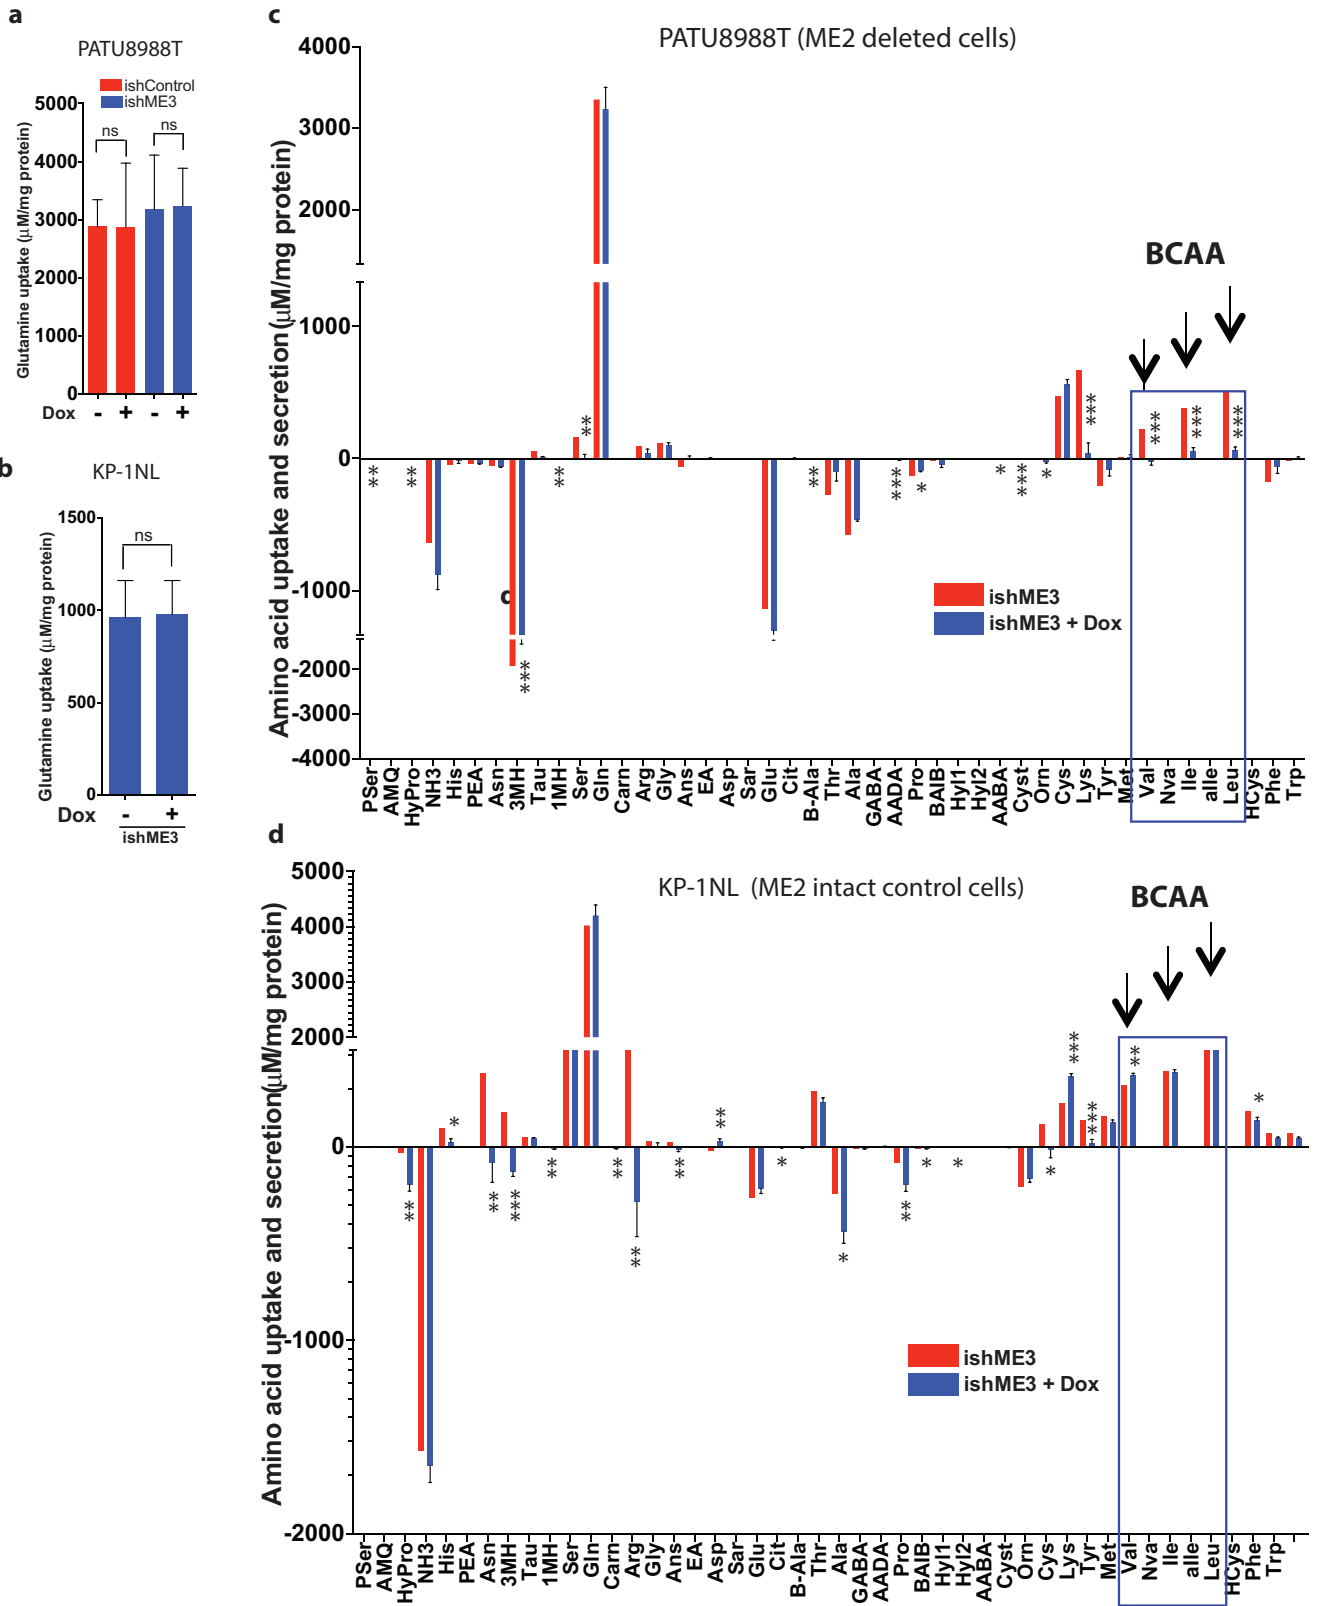 a
PATU8988T
ishControl
ishME3
Glutamine uptake (μM/mg protein)
5000
4000
3000
2000
1000
0
ns
ns
Dox - + - +
b
KP-1NL
Glutamine uptake (μM/mg protein)
1500
1000
500
0
ns
Dox - +
ishME3
c
PATU8988T (ME2 deleted cells)
Amino acid uptake and secretion(μM/mg protein)
4000
3000
2000
1000
0
-1000
-2000
-3000
-4000
BCAA
** ** *** ** ** ** *** * * *** * *** *** *** ***
d
ishME3
ishME3 + Dox
PSer AMQ HyPro NH3 His PEA Asn 3MH Tau 1MH Ser Gln Carn Arg Gly Ans EA Asp Sar Glu Cit B-Ala Thr Ala GABA AADA Pro BAIB Hyl1 Hyl2 AABA Cyst Orn Cys Lys Tyr Met Val Nva Ile alle Leu HCys Phe Trp
d
KP-1NL (ME2 intact control cells)
Amino acid uptake and secretion(μM/mg protein)
5000
4000
3000
2000
0
-1000
-2000
BCAA
** * ** *** ** ** ** ** ** * * ** * * * *** *** ** *
ishME3
ishME3 + Dox
PSer AMQ HyPro NH3 His PEA Asn 3MH Tau 1MH Ser Gln Carn Arg Gly Ans EA Asp Sar Glu Cit B-Ala Thr Ala GABA AADA Pro BAIB Hyl1 Hyl2 AABA Cyst Orn Cys Lys Tyr Met Val Nva Ile alle Leu HCys Phe Trp